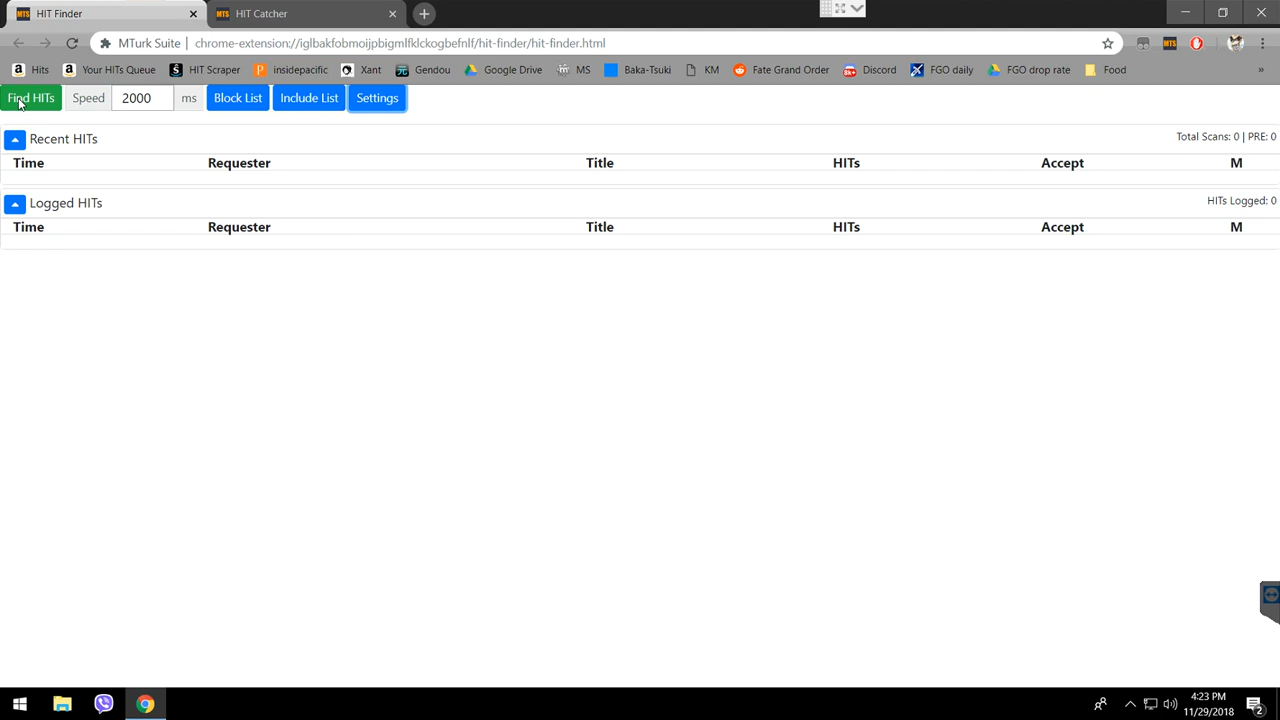 MTS HIT Finder
MTS HIT Catcher
MTurk Suite chrome-extension://iglbakfobmoijpbigmlfklckogbefnlf/hit-finder/hit-finder.html MTS
Hits Your HITs Queue HIT Scraper insidepacific Xant Gendou Google Drive MS Baka-Tsuki KM Fate Grand Order Discord FGO daily FGO drop rate Food »
Find HITs Speed 2000 ms Block List Include List Settings
Recent HITs Total Scans: 0 | PRE: 0
Time Requester Title HITs Accept M
Logged HITs HITs Logged: 0
Time Requester Title HITs Accept M
4:23 PM
11/29/2018
2